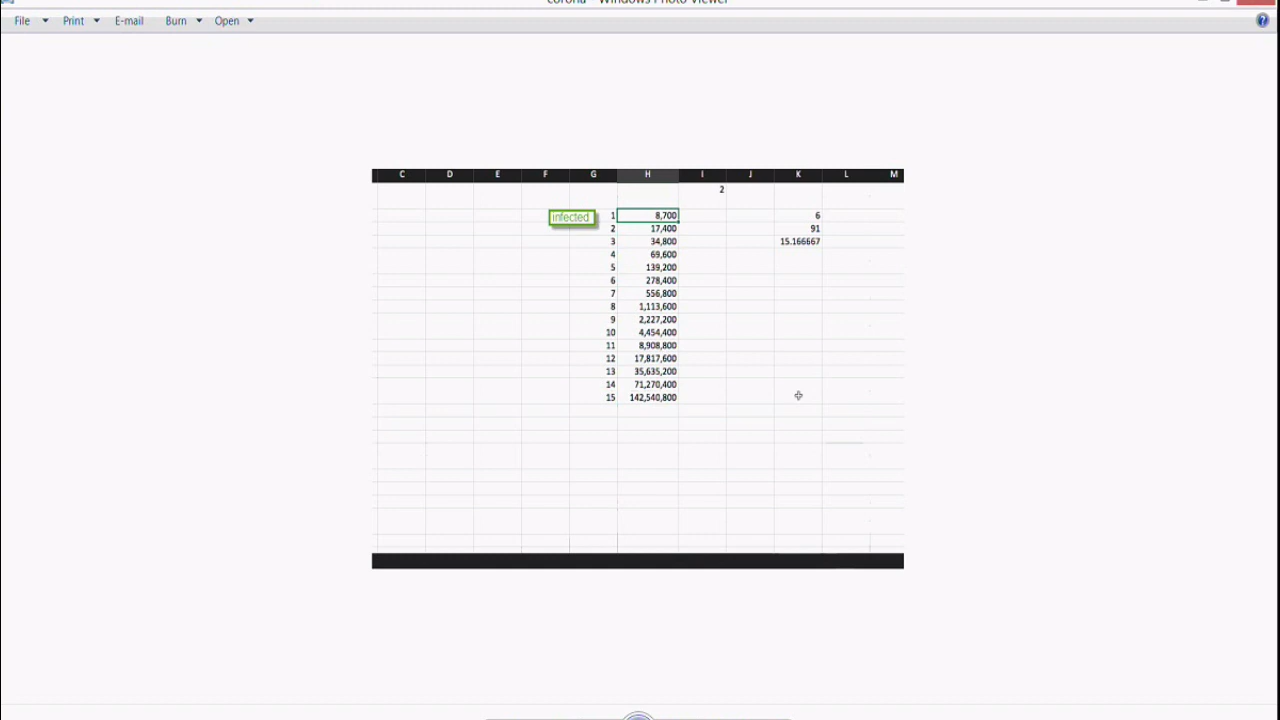 File Print E-mail Burn Open
C D E F G H I J K L M
2
infected 1 8,700 6
2 17,400 91
3 34,800 15.166667
4 69,600
5 139,200
6 278,400
7 556,800
8 1,113,600
9 2,227,200
10 4,454,400
11 8,908,800
12 17,817,600
13 35,635,200
14 71,270,400
15 142,540,800